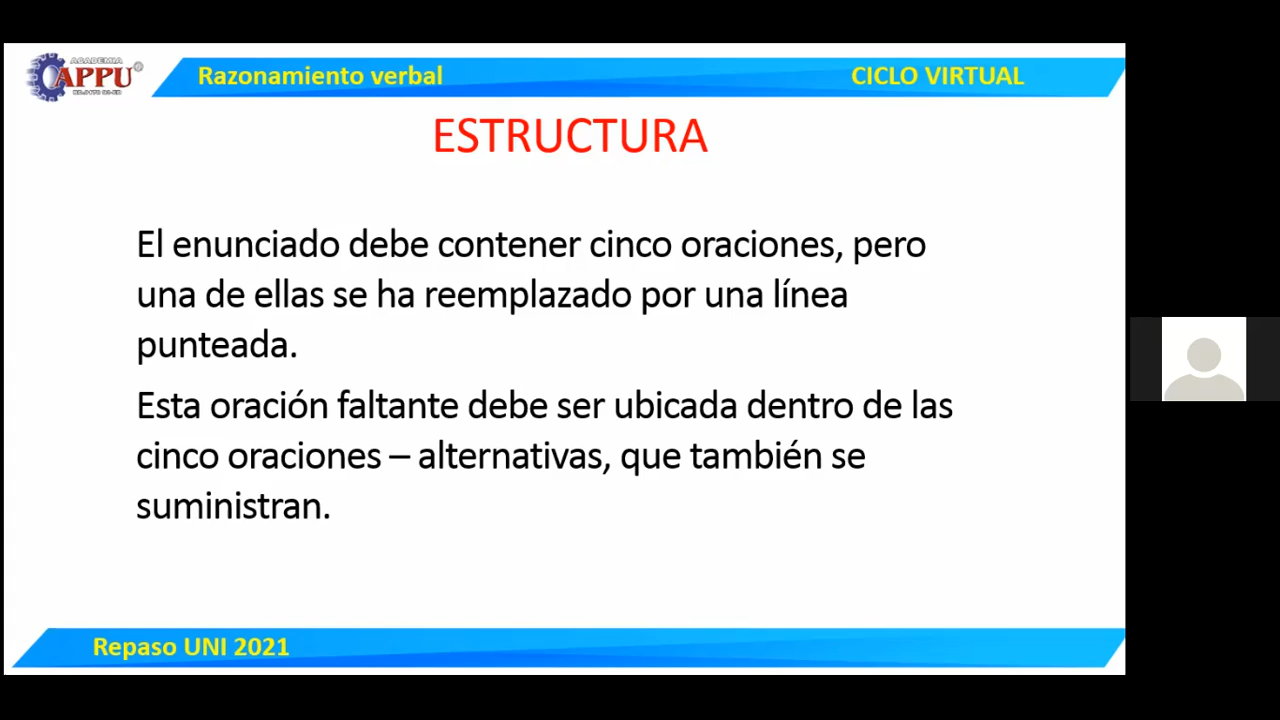 ACADEMIA
APPU
Razonamiento verbal
CICLO VIRTUAL
ESTRUCTURA
El enunciado debe contener cinco oraciones, pero
una de ellas se ha reemplazado por una línea
punteada.
Esta oración faltante debe ser ubicada dentro de las
cinco oraciones – alternativas, que también se
suministran.
Repaso UNI 2021